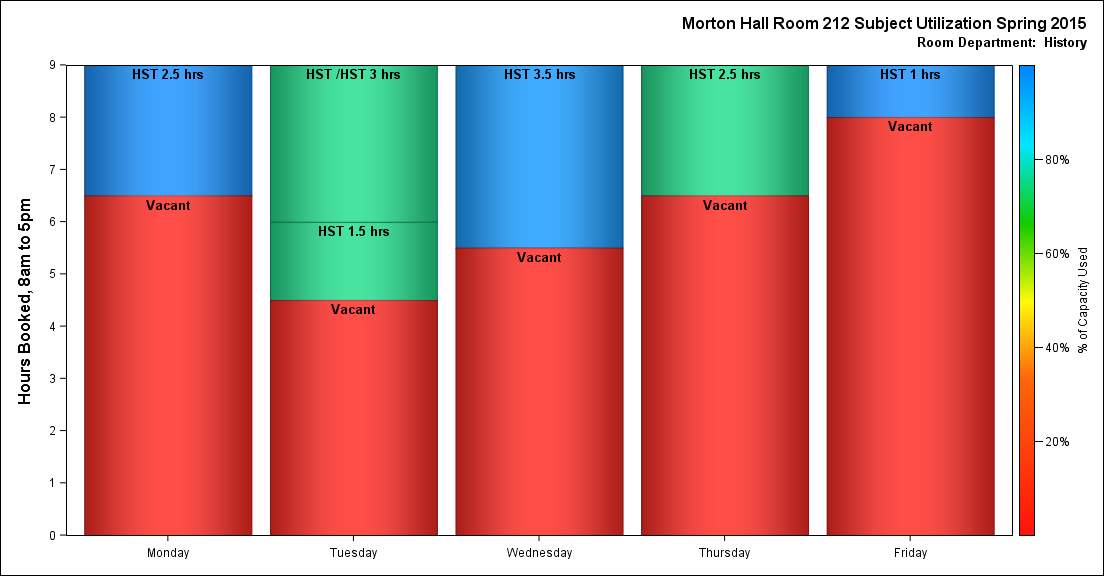 Morton Hall Room 212 Subject Utilization Spring 2015
Room Department:  History
Hours Booked, 8am to 5pm
9
8
7
6
5
4
3
2
1
0
HST 2.5 hrs
Vacant
HST /HST 3 hrs
HST 1.5 hrs
Vacant
HST 3.5 hrs
Vacant
HST 2.5 hrs
Vacant
HST 1 hrs
Vacant
Monday
Tuesday
Wednesday
Thursday
Friday
80%
60%
40%
20%
% of Capacity Used